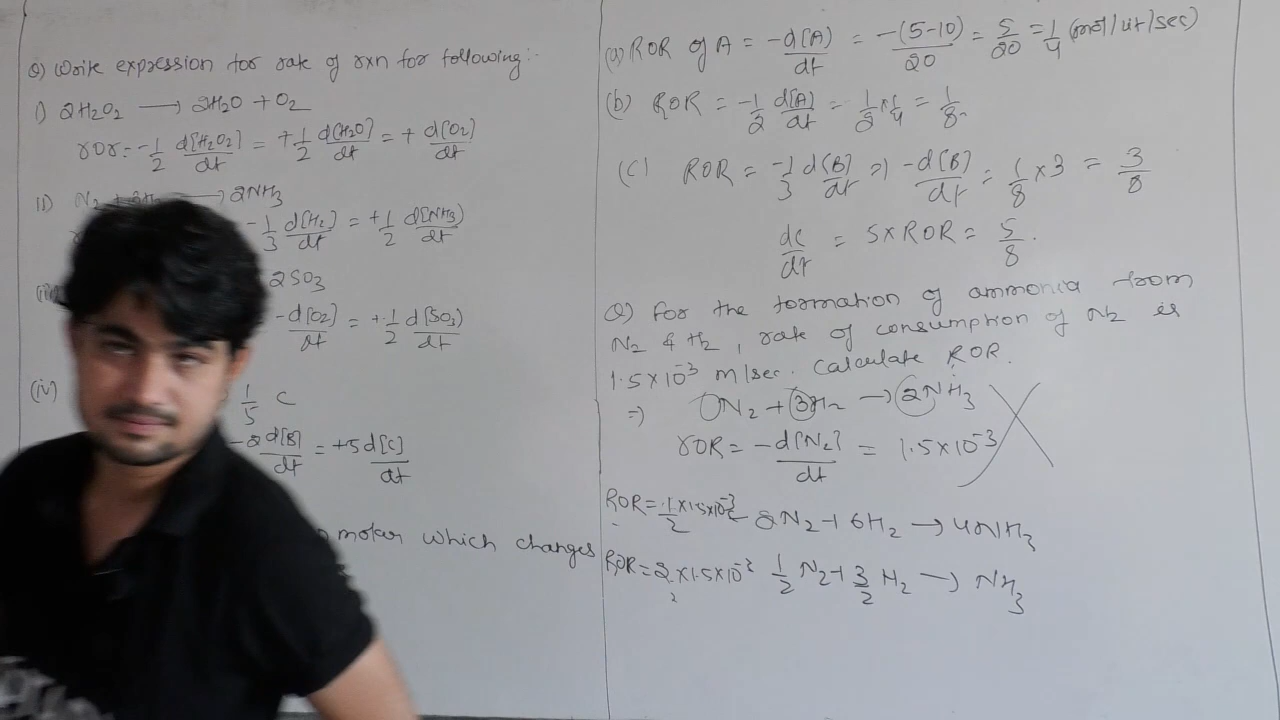 Q) Write expression for rate of rxn for following:-
i) 2H₂O₂ ⟶ 2H₂O + O₂
ror = -1/2 d[H₂O₂]/dt = +1/2 d[H₂O]/dt = + d[O₂]/dt
ii) N₂ + 3H₂ ⟶ 2NH₃
-1/3 d[H₂]/dt = +1/2 d[NH₃]/dt
(iii) 2SO₃
-d[O₂]/dt = +1/2 d[SO₃]/dt
(iv) 1/5 C
-2d[B]/dt = +5d[C]/dt
molar which changes
(a) ROR of A = -d[A]/dt = -(5-10)/20 = 5/20 = 1/4 (mol/lit/sec)
(b) ROR = -1/2 d[A]/dt = 1/2 × 1/4 = 1/8
(c) ROR = -1/3 d[B]/dt ⇒ -d[B]/dt = 1/8 × 3 = 3/8
dc/dt = 5 × ROR = 5/8.
Q) For the formation of ammonia from
N₂ & H₂, rate of consumption of N₂ is
1.5×10⁻³ m/sec. Calculate ROR.
⇒) N₂ + 3H₂ → 2NH₃
rOR = -d[N₂]/dt = 1.5×10⁻³
ROR = 1/2 × 1.5×10⁻³ 2N₂ + 6H₂ → 4NH₃
ROR = 2 × 1.5×10⁻³ 1/2 N₂ + 3/2 H₂ → NH₃